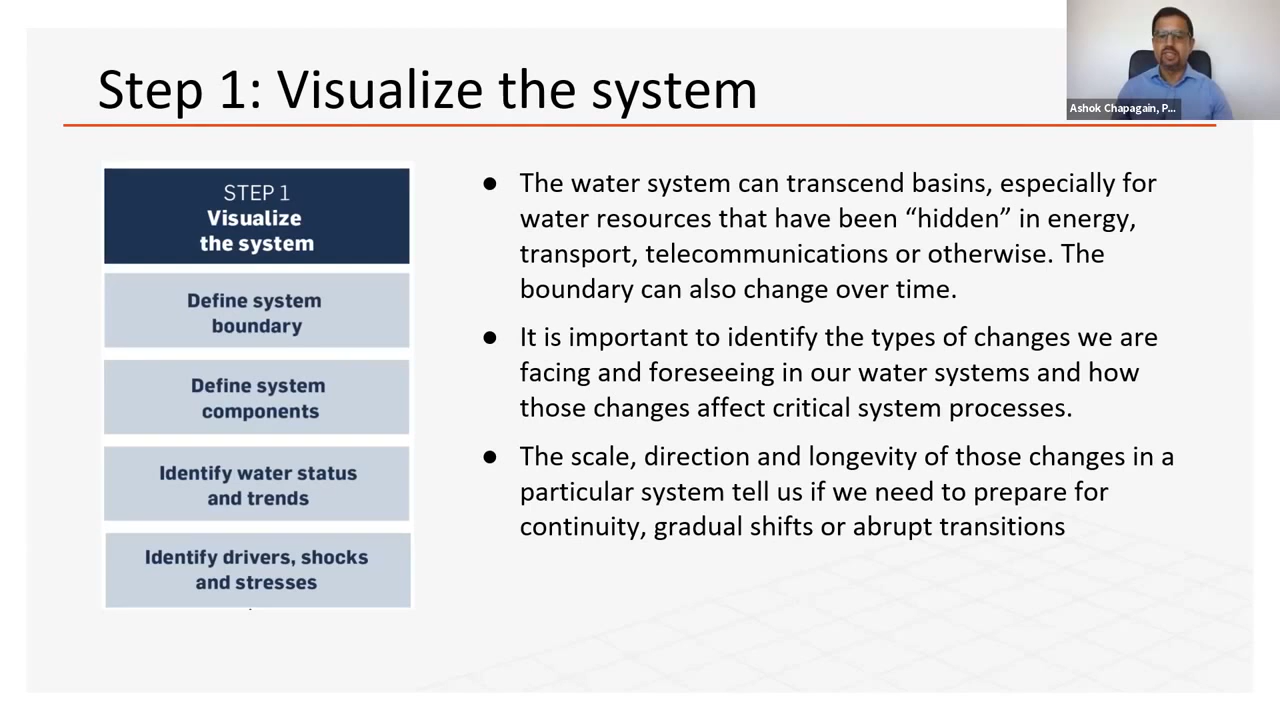 Step 1: Visualize the system
Ashok Chapagain, P...
STEP 1
Visualize
the system
Define system
boundary
Define system
components
Identify water status
and trends
Identify drivers, shocks
and stresses
● The water system can transcend basins, especially for
water resources that have been “hidden” in energy,
transport, telecommunications or otherwise. The
boundary can also change over time.
● It is important to identify the types of changes we are
facing and foreseeing in our water systems and how
those changes affect critical system processes.
● The scale, direction and longevity of those changes in a
particular system tell us if we need to prepare for
continuity, gradual shifts or abrupt transitions